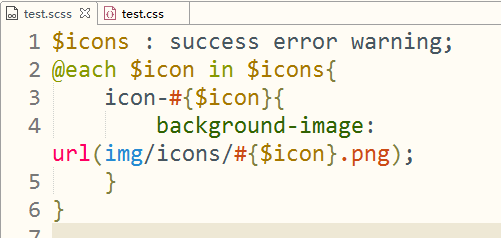 test.scss test.css
1 $icons : success error warning;
2 @each $icon in $icons{
3 icon-#{$icon}{
4 background-image:
url(img/icons/#{$icon}.png);
5 }
6 }
7